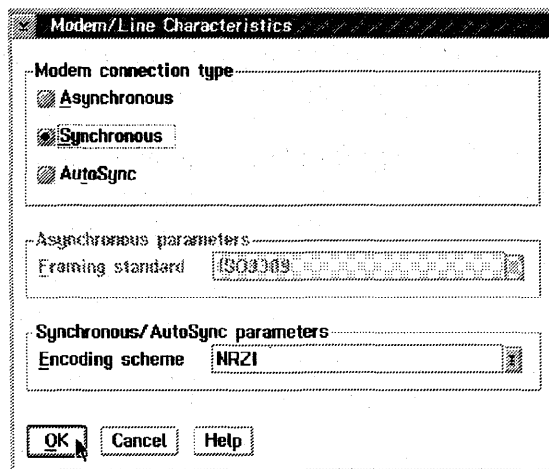 Modem/Line Characteristics
Modem connection type
Asynchronous
Synchronous
AutoSync
Asynchronous parameters
Framing standard ISO3309
Synchronous/AutoSync parameters
Encoding scheme NRZI
OK Cancel Help